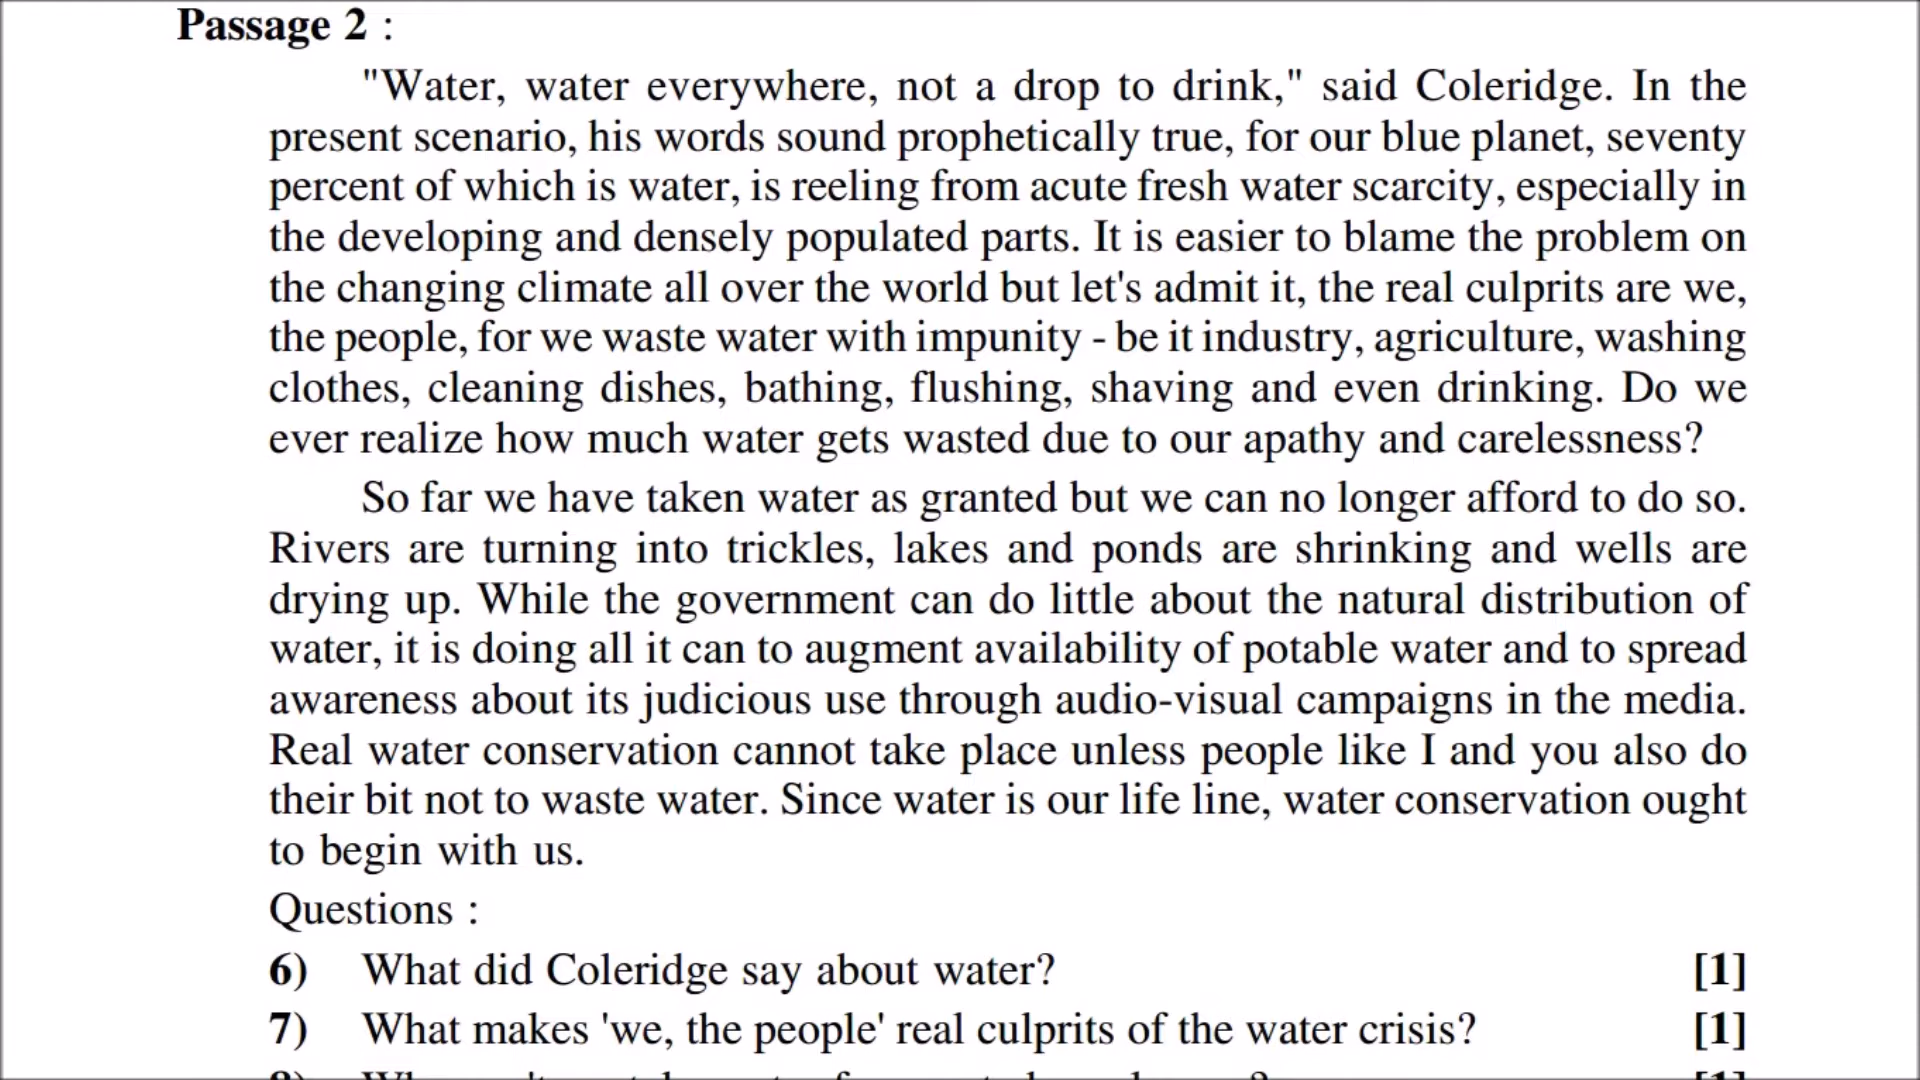 Passage 2 :
"Water, water everywhere, not a drop to drink," said Coleridge. In the
present scenario, his words sound prophetically true, for our blue planet, seventy
percent of which is water, is reeling from acute fresh water scarcity, especially in
the developing and densely populated parts. It is easier to blame the problem on
the changing climate all over the world but let's admit it, the real culprits are we,
the people, for we waste water with impunity - be it industry, agriculture, washing
clothes, cleaning dishes, bathing, flushing, shaving and even drinking. Do we
ever realize how much water gets wasted due to our apathy and carelessness?
So far we have taken water as granted but we can no longer afford to do so.
Rivers are turning into trickles, lakes and ponds are shrinking and wells are
drying up. While the government can do little about the natural distribution of
water, it is doing all it can to augment availability of potable water and to spread
awareness about its judicious use through audio-visual campaigns in the media.
Real water conservation cannot take place unless people like I and you also do
their bit not to waste water. Since water is our life line, water conservation ought
to begin with us.
Questions :
6) What did Coleridge say about water? [1]
7) What makes 'we, the people' real culprits of the water crisis? [1]